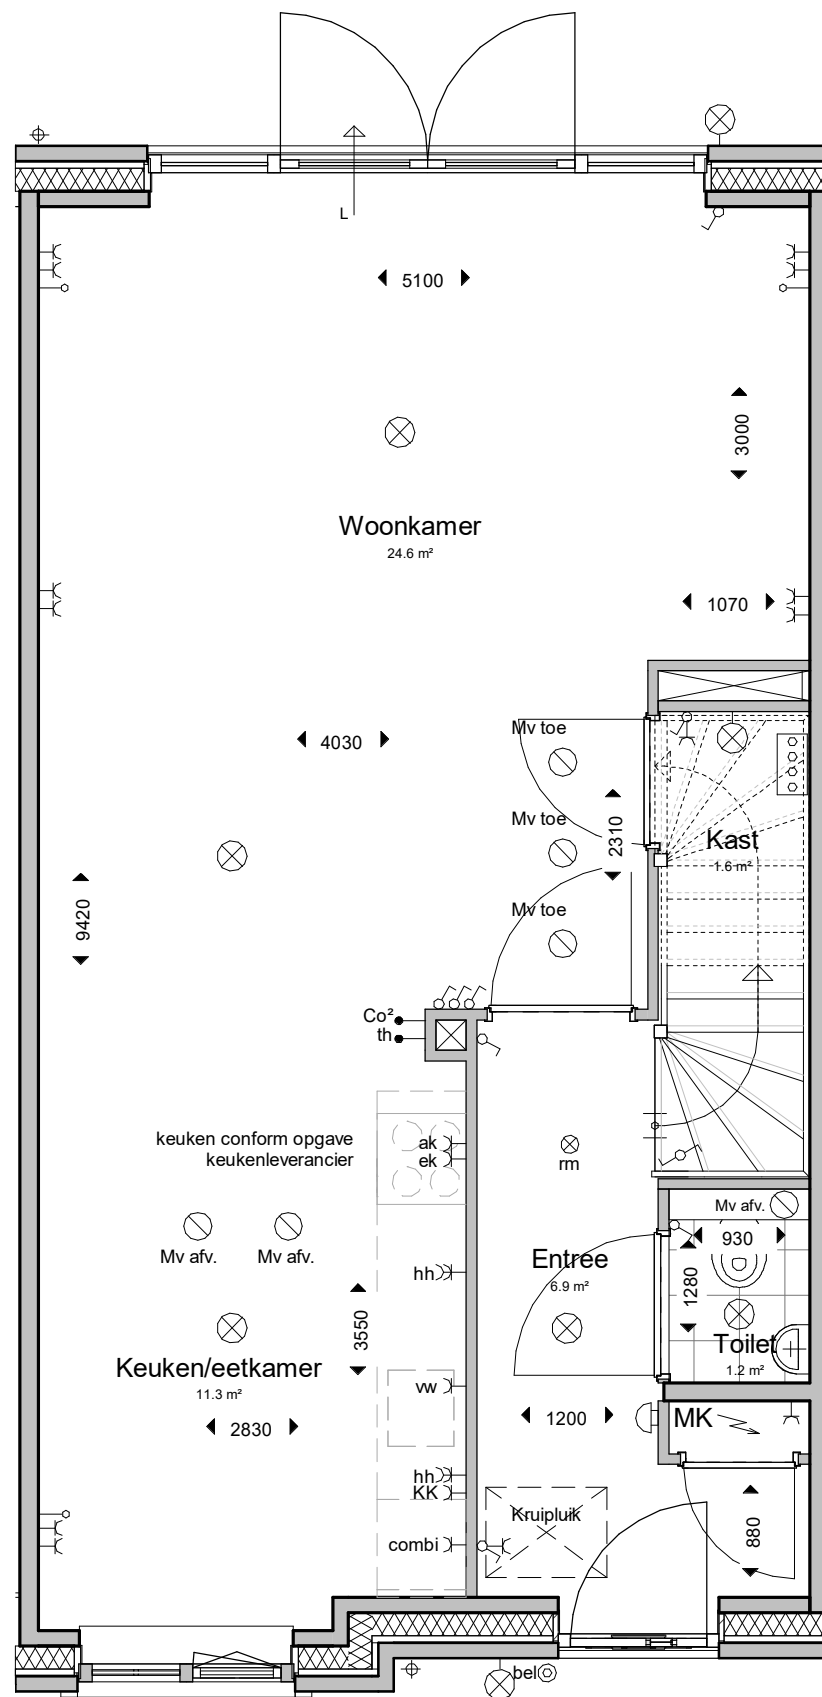 L
5100
3000
Woonkamer
24.6 m²
1070
Mv toe
4030
2310
Mv toe
Kast
1.6 m²
9420
Mv toe
Co²
th
keuken conform opgave
keukenleverancier
ak
ek
rm
Mv afv.
Mv afv.
Mv afv.
930
Entree
6.9 m²
1280
hh
3550
Toilet
1.2 m²
Keuken/eetkamer
11.3 m²
vw
2830
1200
MK
hh
KK
Kruipluik
880
combi
bel